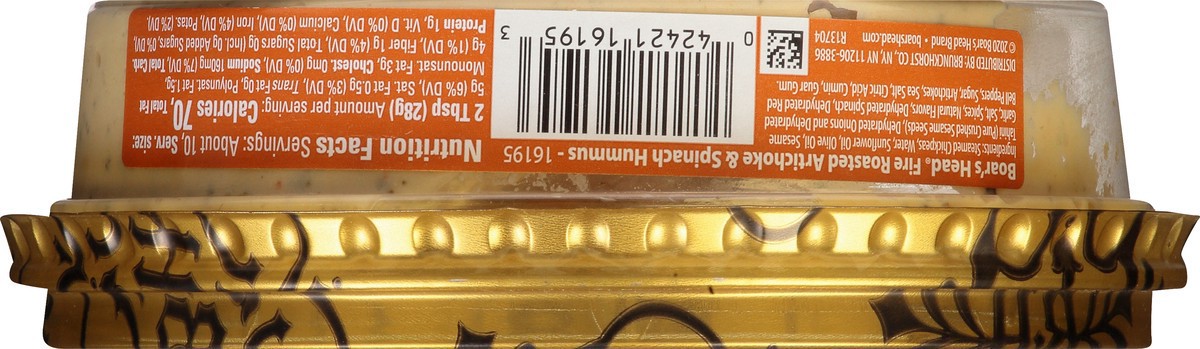 Boar's Head® Fire Roasted Artichoke & Spinach Hummus - 16195
Ingredients: Steamed Chickpeas, Water, Sunflower Oil, Olive Oil, Sesame
Tahini (Pure Crushed Sesame Seeds), Dehydrated Onions and Dehydrated
Garlic, Salt, Spices, Natural Flavors, Dehydrated Spinach, Dehydrated Red
Bell Peppers, Sugar, Artichokes, Sea Salt, Citric Acid, Cumin, Guar Gum.
DISTRIBUTED BY: BRUNCKHORST CO., NY, NY 11206-3886
©2020 Boar's Head Brand • boarshead.com R13704
0 42421 16195 3
Nutrition Facts Servings: About 10, Serv. size:
2 Tbsp (28g) Amount per serving: Calories 70, Total Fat
5g (6% DV), Sat. Fat 0.5g (3% DV), Trans Fat 0g, Polyunsat. Fat 1.5g,
Monounsat. Fat 3g, Cholest. 0mg (0% DV), Sodium 160mg (7% DV), Total Carb.
4g (1% DV), Fiber 1g (4% DV), Total Sugars 0g (Incl. 0g Added Sugars, 0% DV),
Protein 1g, Vit. D (0% DV), Calcium (0% DV), Iron (4% DV), Potas. (2% DV).